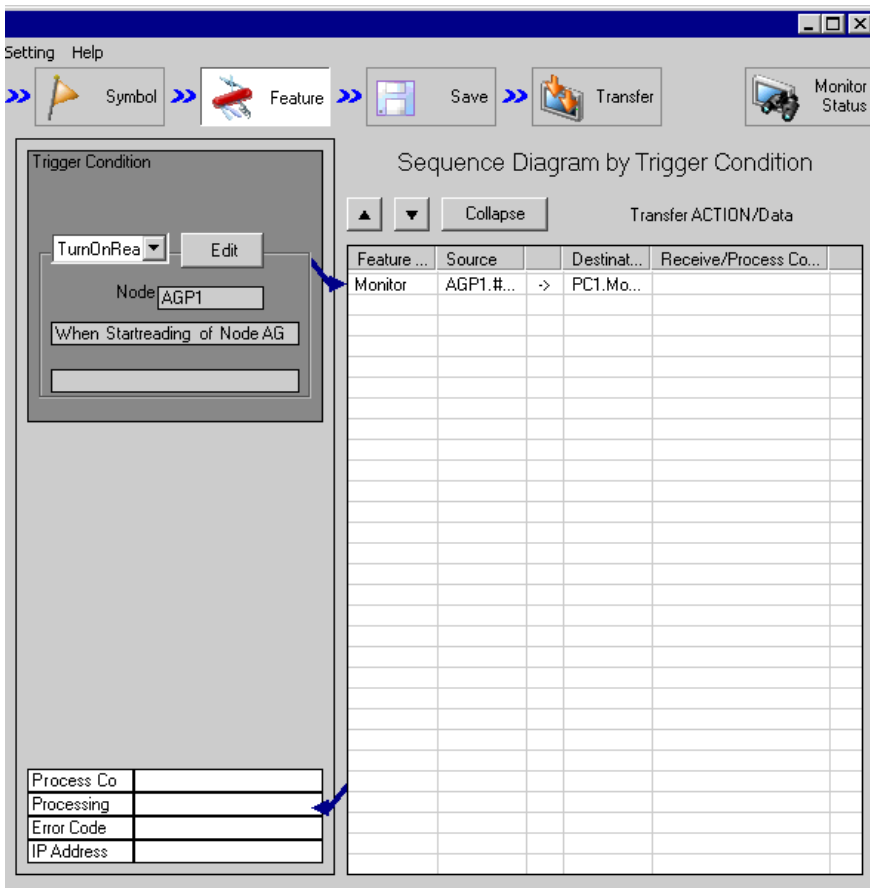 Setting Help
Symbol Feature Save Transfer Monitor Status
Trigger Condition
TurnOnRea Edit
Node AGP1
When Startreading of Node AG
Sequence Diagram by Trigger Condition
Collapse Transfer ACTION/Data
Feature ... Source Destinat... Receive/Process Co...
Monitor AGP1.#... -> PC1.Mo...
Process Co
Processing
Error Code
IP Address